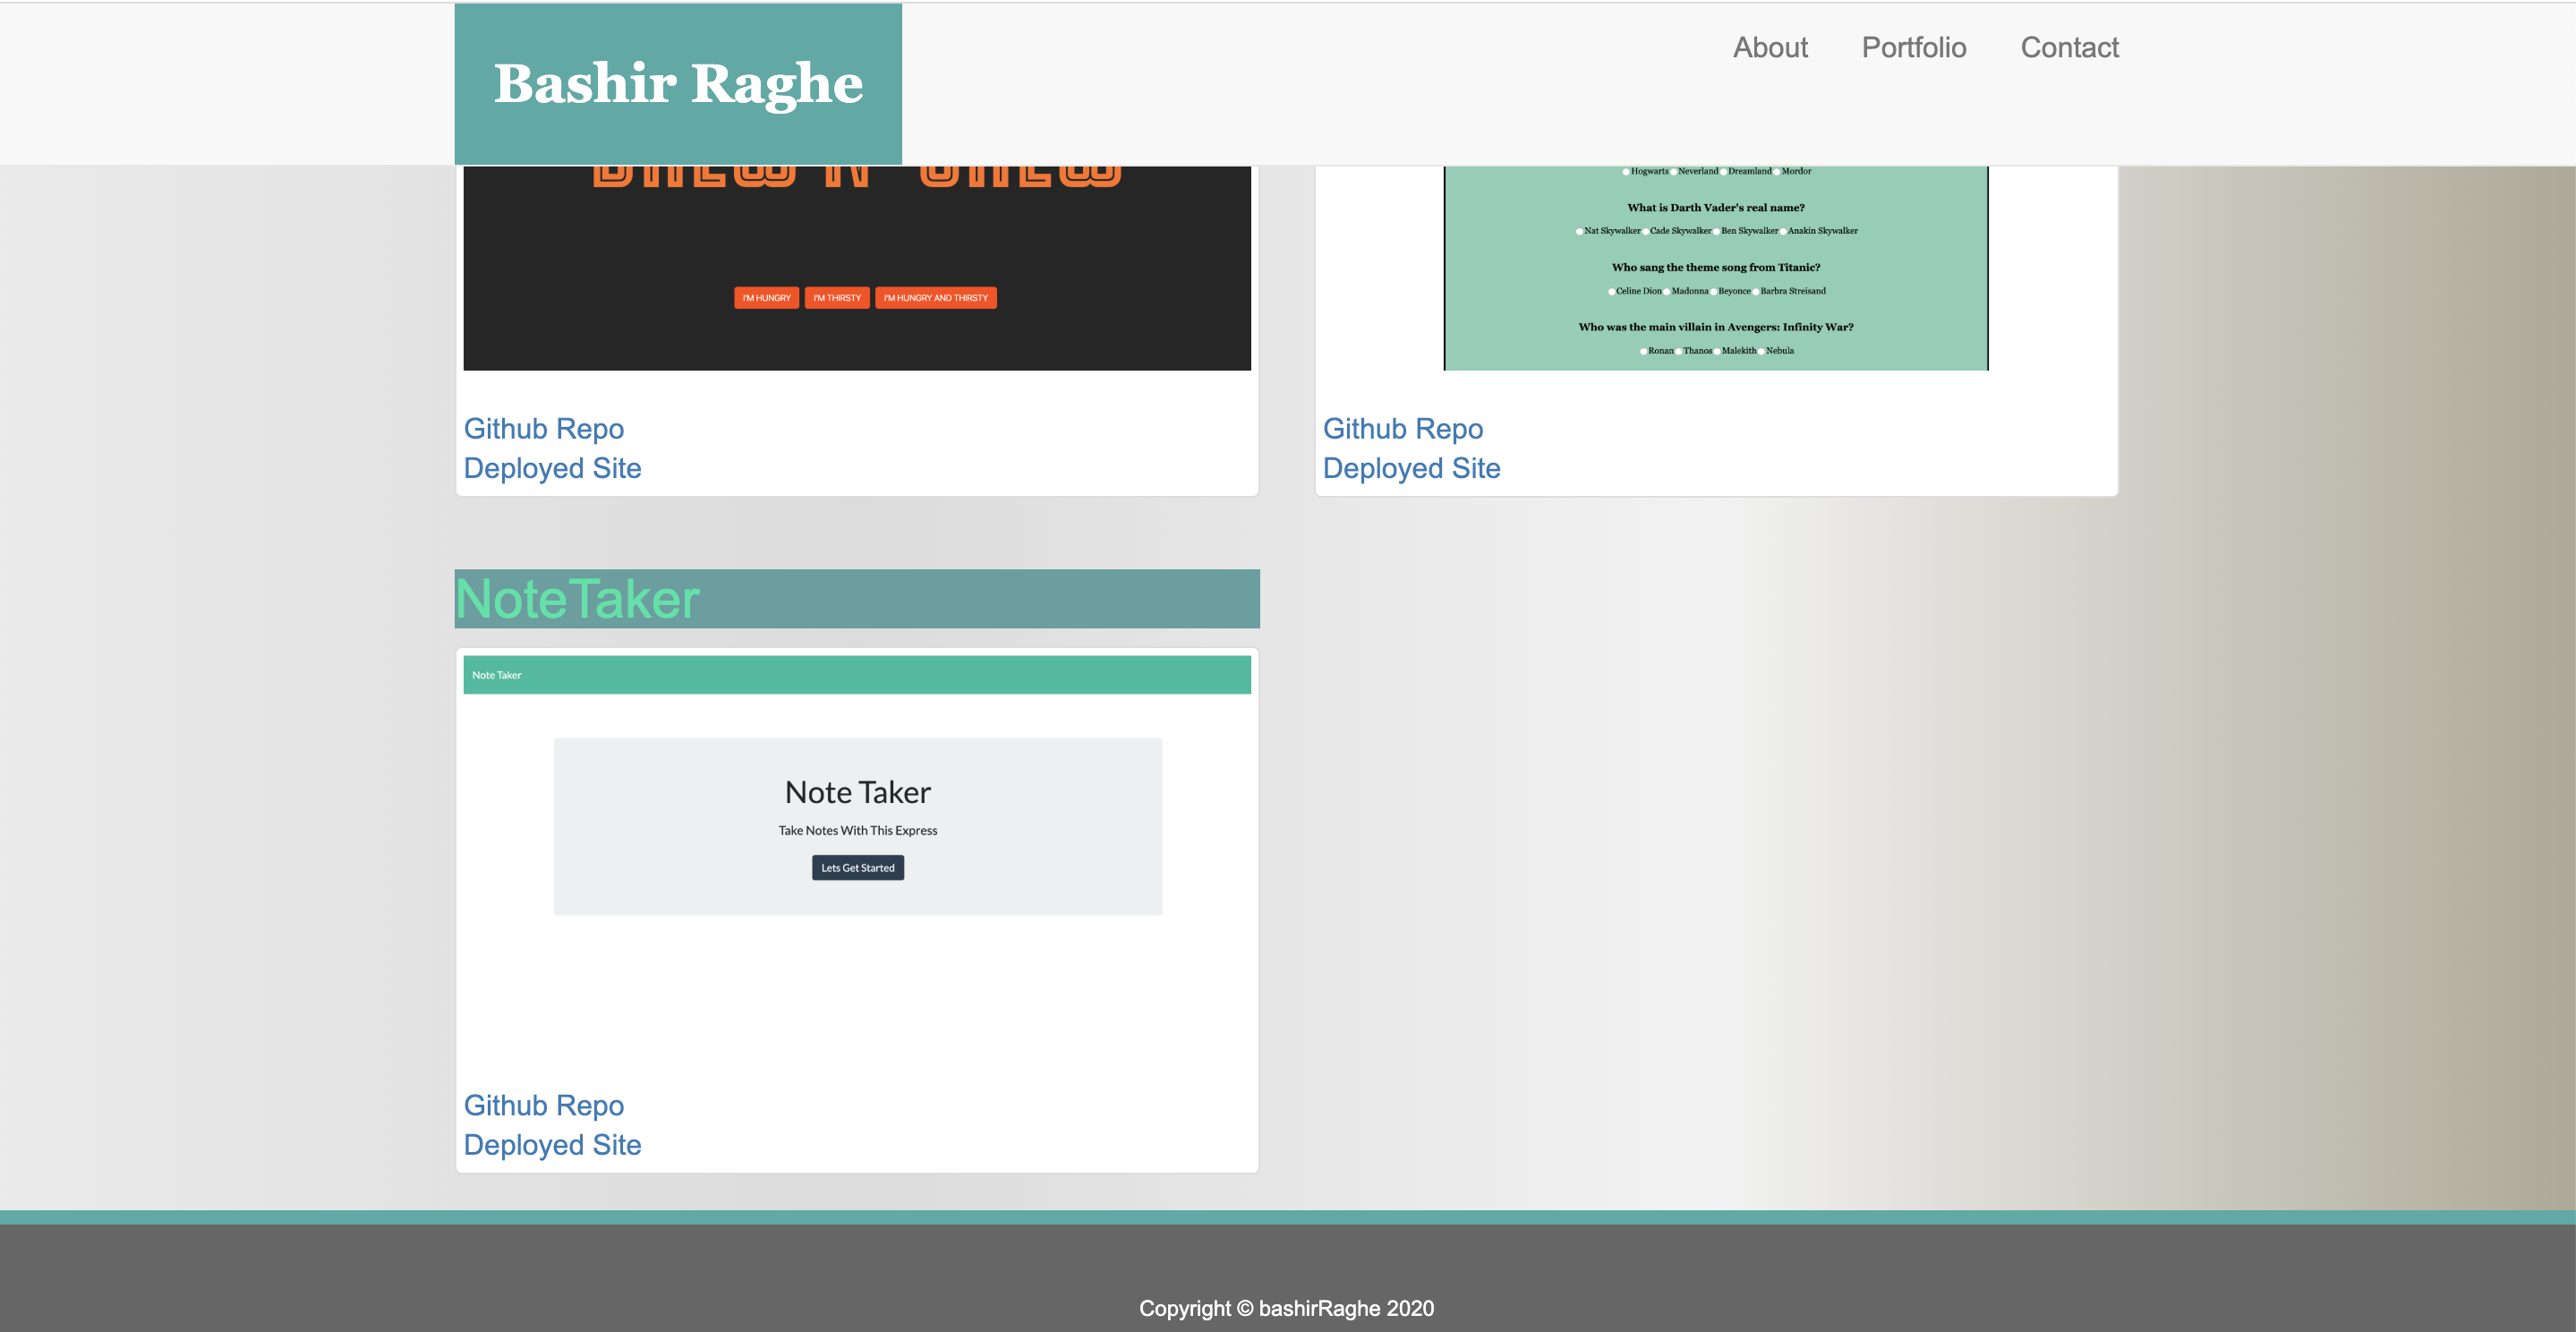 Bashir Raghe
About Portfolio Contact
I'M HUNGRY I'M THIRSTY I'M HUNGRY AND THIRSTY
Github Repo
Deployed Site
Hogwarts Neverland Dreamland Mordor
What is Darth Vader's real name?
Nat Skywalker Cade Skywalker Ben Skywalker Anakin Skywalker
Who sang the theme song from Titanic?
Celine Dion Madonna Beyonce Barbra Streisand
Who was the main villain in Avengers: Infinity War?
Ronan Thanos Malekith Nebula
Github Repo
Deployed Site
NoteTaker
Note Taker
Note Taker
Take Notes With This Express
Lets Get Started
Github Repo
Deployed Site
Copyright © bashirRaghe 2020